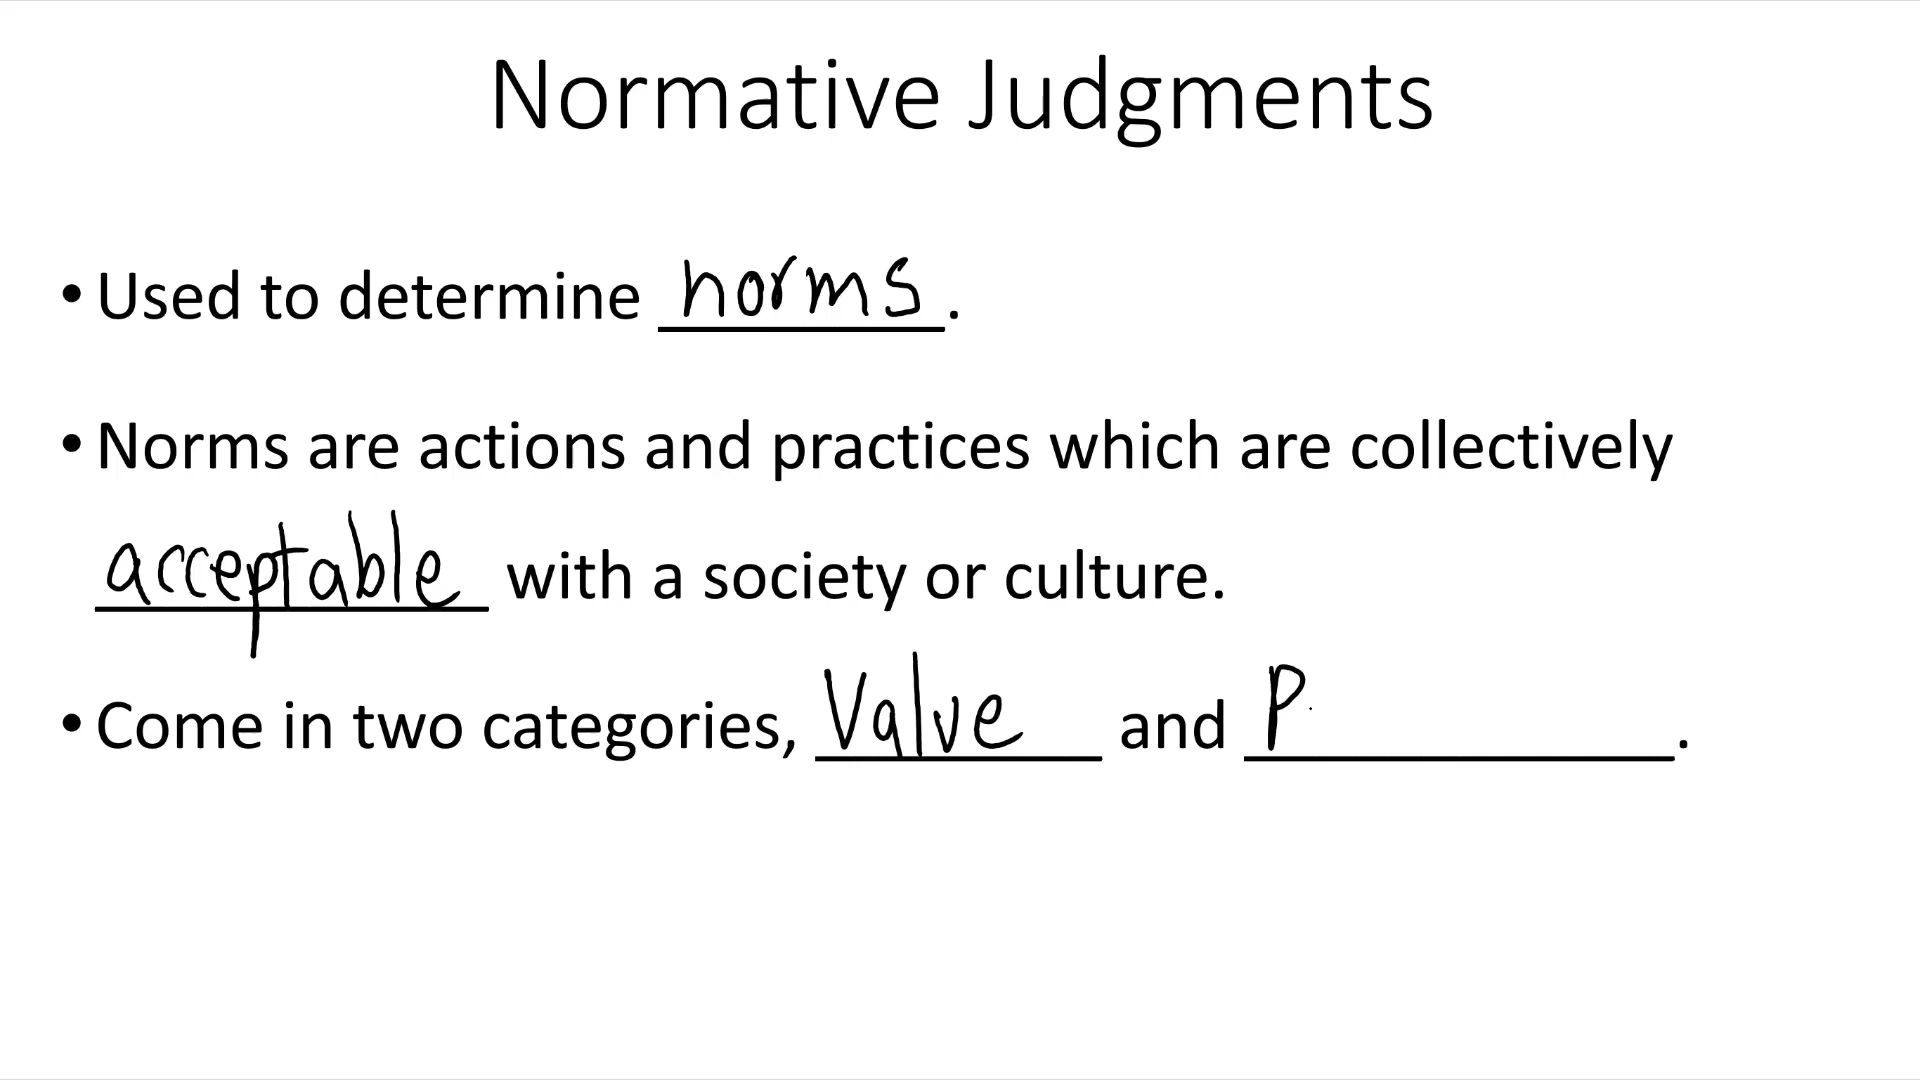 Normative Judgments
• Used to determine norms.
• Norms are actions and practices which are collectively
acceptable with a society or culture.
• Come in two categories, Value and P.